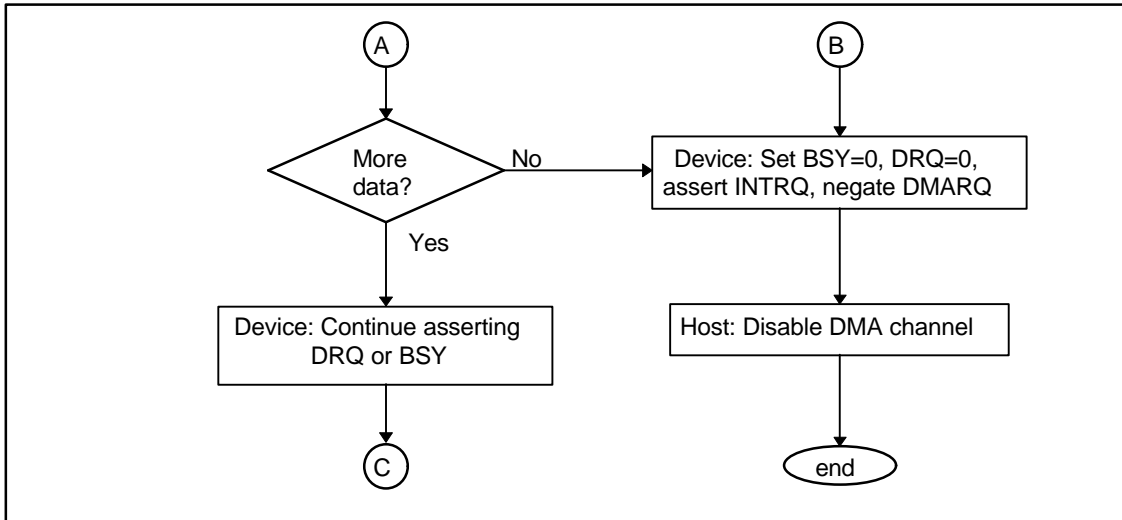 A
B
More
data?
No
Device: Set BSY=0, DRQ=0,
assert INTRQ, negate DMARQ
Yes
Device: Continue asserting
DRQ or BSY
Host: Disable DMA channel
C
end